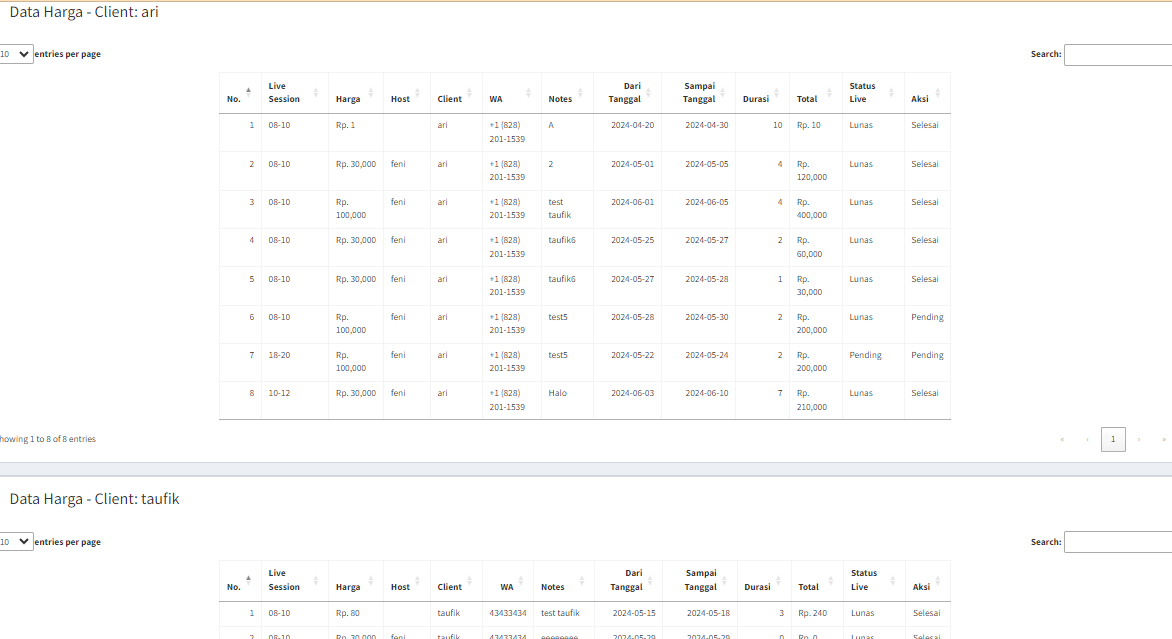 Data Harga - Client: ari
10 entries per page
Search:
No. Live Session Harga Host Client WA Notes Dari Tanggal Sampai Tanggal Durasi Total Status Live Aksi
1 08-10 Rp. 1 ari +1 (828) 201-1539 A 2024-04-20 2024-04-30 10 Rp. 10 Lunas Selesai
2 08-10 Rp. 30,000 feni ari +1 (828) 201-1539 2 2024-05-01 2024-05-05 4 Rp. 120,000 Lunas Selesai
3 08-10 Rp. 100,000 feni ari +1 (828) 201-1539 test taufik 2024-06-01 2024-06-05 4 Rp. 400,000 Lunas Selesai
4 08-10 Rp. 30,000 feni ari +1 (828) 201-1539 taufik6 2024-05-25 2024-05-27 2 Rp. 60,000 Lunas Selesai
5 08-10 Rp. 30,000 feni ari +1 (828) 201-1539 taufik6 2024-05-27 2024-05-28 1 Rp. 30,000 Lunas Selesai
6 08-10 Rp. 100,000 feni ari +1 (828) 201-1539 test5 2024-05-28 2024-05-30 2 Rp. 200,000 Lunas Pending
7 18-20 Rp. 100,000 feni ari +1 (828) 201-1539 test5 2024-05-22 2024-05-24 2 Rp. 200,000 Pending Pending
8 10-12 Rp. 30,000 feni ari +1 (828) 201-1539 Halo 2024-06-03 2024-06-10 7 Rp. 210,000 Lunas Selesai
howing 1 to 8 of 8 entries
« ‹ 1 › »
Data Harga - Client: taufik
10 entries per page
Search:
No. Live Session Harga Host Client WA Notes Dari Tanggal Sampai Tanggal Durasi Total Status Live Aksi
1 08-10 Rp. 80 taufik 43433434 test taufik 2024-05-15 2024-05-18 3 Rp. 240 Lunas Selesai
2 08-10 Rp. 30,000 feni taufik 43433434 2024-05-29 2024-05-29 0 Rp. 0 Lunas Selesai